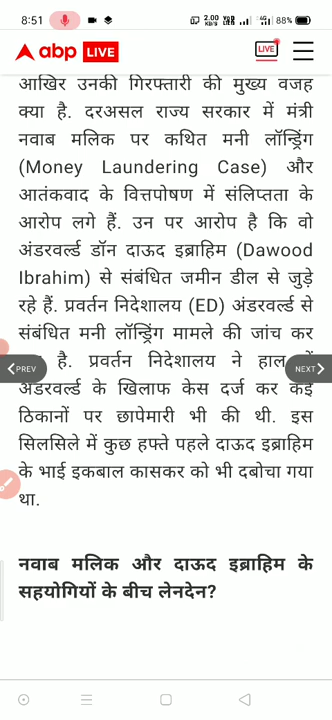 8:51 2.00 KB/S 4G 88%
abp LIVE LIVE
आखिर उनकी गिरफ्तारी की मुख्य वजह
क्या है. दरअसल राज्य सरकार में मंत्री
नवाब मलिक पर कथित मनी लॉन्ड्रिंग
(Money Laundering Case) और
आतंकवाद के वित्तपोषण में संलिप्तता के
आरोप लगे हैं. उन पर आरोप है कि वो
अंडरवर्ल्ड डॉन दाऊद इब्राहिम (Dawood
Ibrahim) से संबंधित जमीन डील से जुड़े
रहे हैं. प्रवर्तन निदेशालय (ED) अंडरवर्ल्ड से
संबंधित मनी लॉन्ड्रिंग मामले की जांच कर
है. प्रवर्तन निदेशालय ने हाल
PREV NEXT
अंडरवर्ल्ड के खिलाफ केस दर्ज कर कई
ठिकानों पर छापेमारी भी की थी. इस
सिलसिले में कुछ हफ्ते पहले दाऊद इब्राहिम
के भाई इकबाल कासकर को भी दबोचा गया
था.
नवाब मलिक और दाऊद इब्राहिम के
सहयोगियों के बीच लेनदेन?